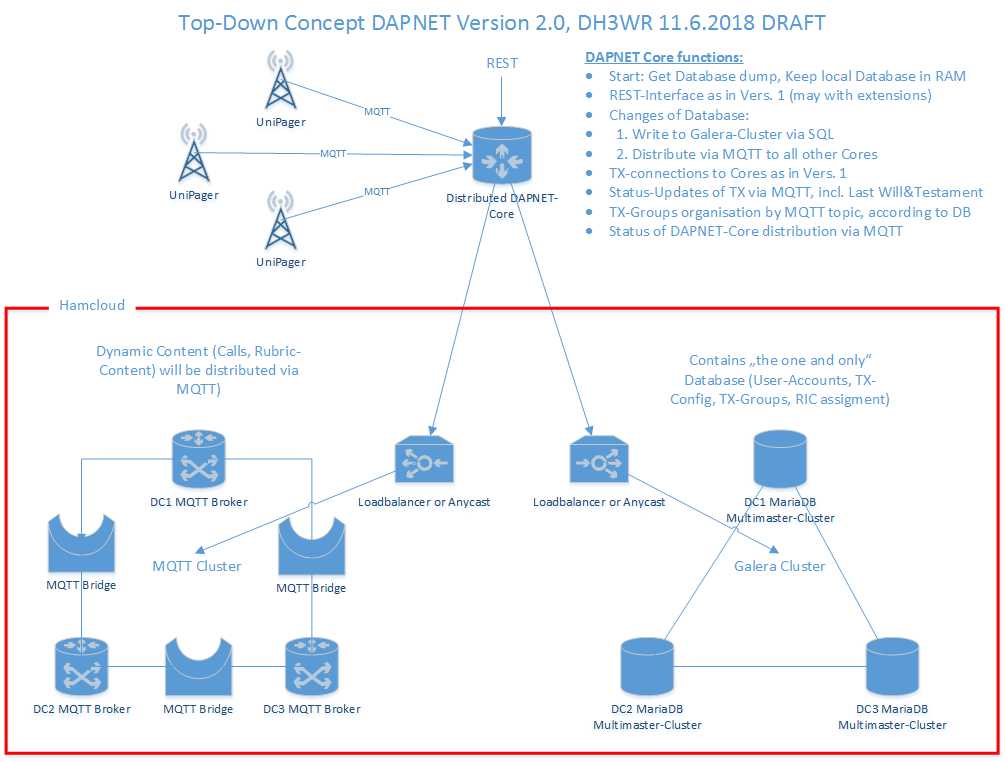 Top-Down Concept DAPNET Version 2.0, DH3WR 11.6.2018 DRAFT
REST
UniPager
MQTT
UniPager
MQTT
UniPager
MQTT
Distributed DAPNET-
Core
DAPNET Core functions:
• Start: Get Database dump, Keep local Database in RAM
• REST-Interface as in Vers. 1 (may with extensions)
• Changes of Database:
• 1. Write to Galera-Cluster via SQL
• 2. Distribute via MQTT to all other Cores
• TX-connections to Cores as in Vers. 1
• Status-Updates of TX via MQTT, incl. Last Will&Testament
• TX-Groups organisation by MQTT topic, according to DB
• Status of DAPNET-Core distribution via MQTT
Hamcloud
Dynamic Content (Calls, Rubric-
Content) will be distributed via
MQTT)
Contains „the one and only“
Database (User-Accounts, TX-
Config, TX-Groups, RIC assigment)
DC1 MQTT Broker
Loadbalancer or Anycast
Loadbalancer or Anycast
DC1 MariaDB
Multimaster-Cluster
MQTT Bridge
MQTT Cluster
MQTT Bridge
Galera Cluster
DC2 MQTT Broker
MQTT Bridge
DC3 MQTT Broker
DC2 MariaDB
Multimaster-Cluster
DC3 MariaDB
Multimaster-Cluster